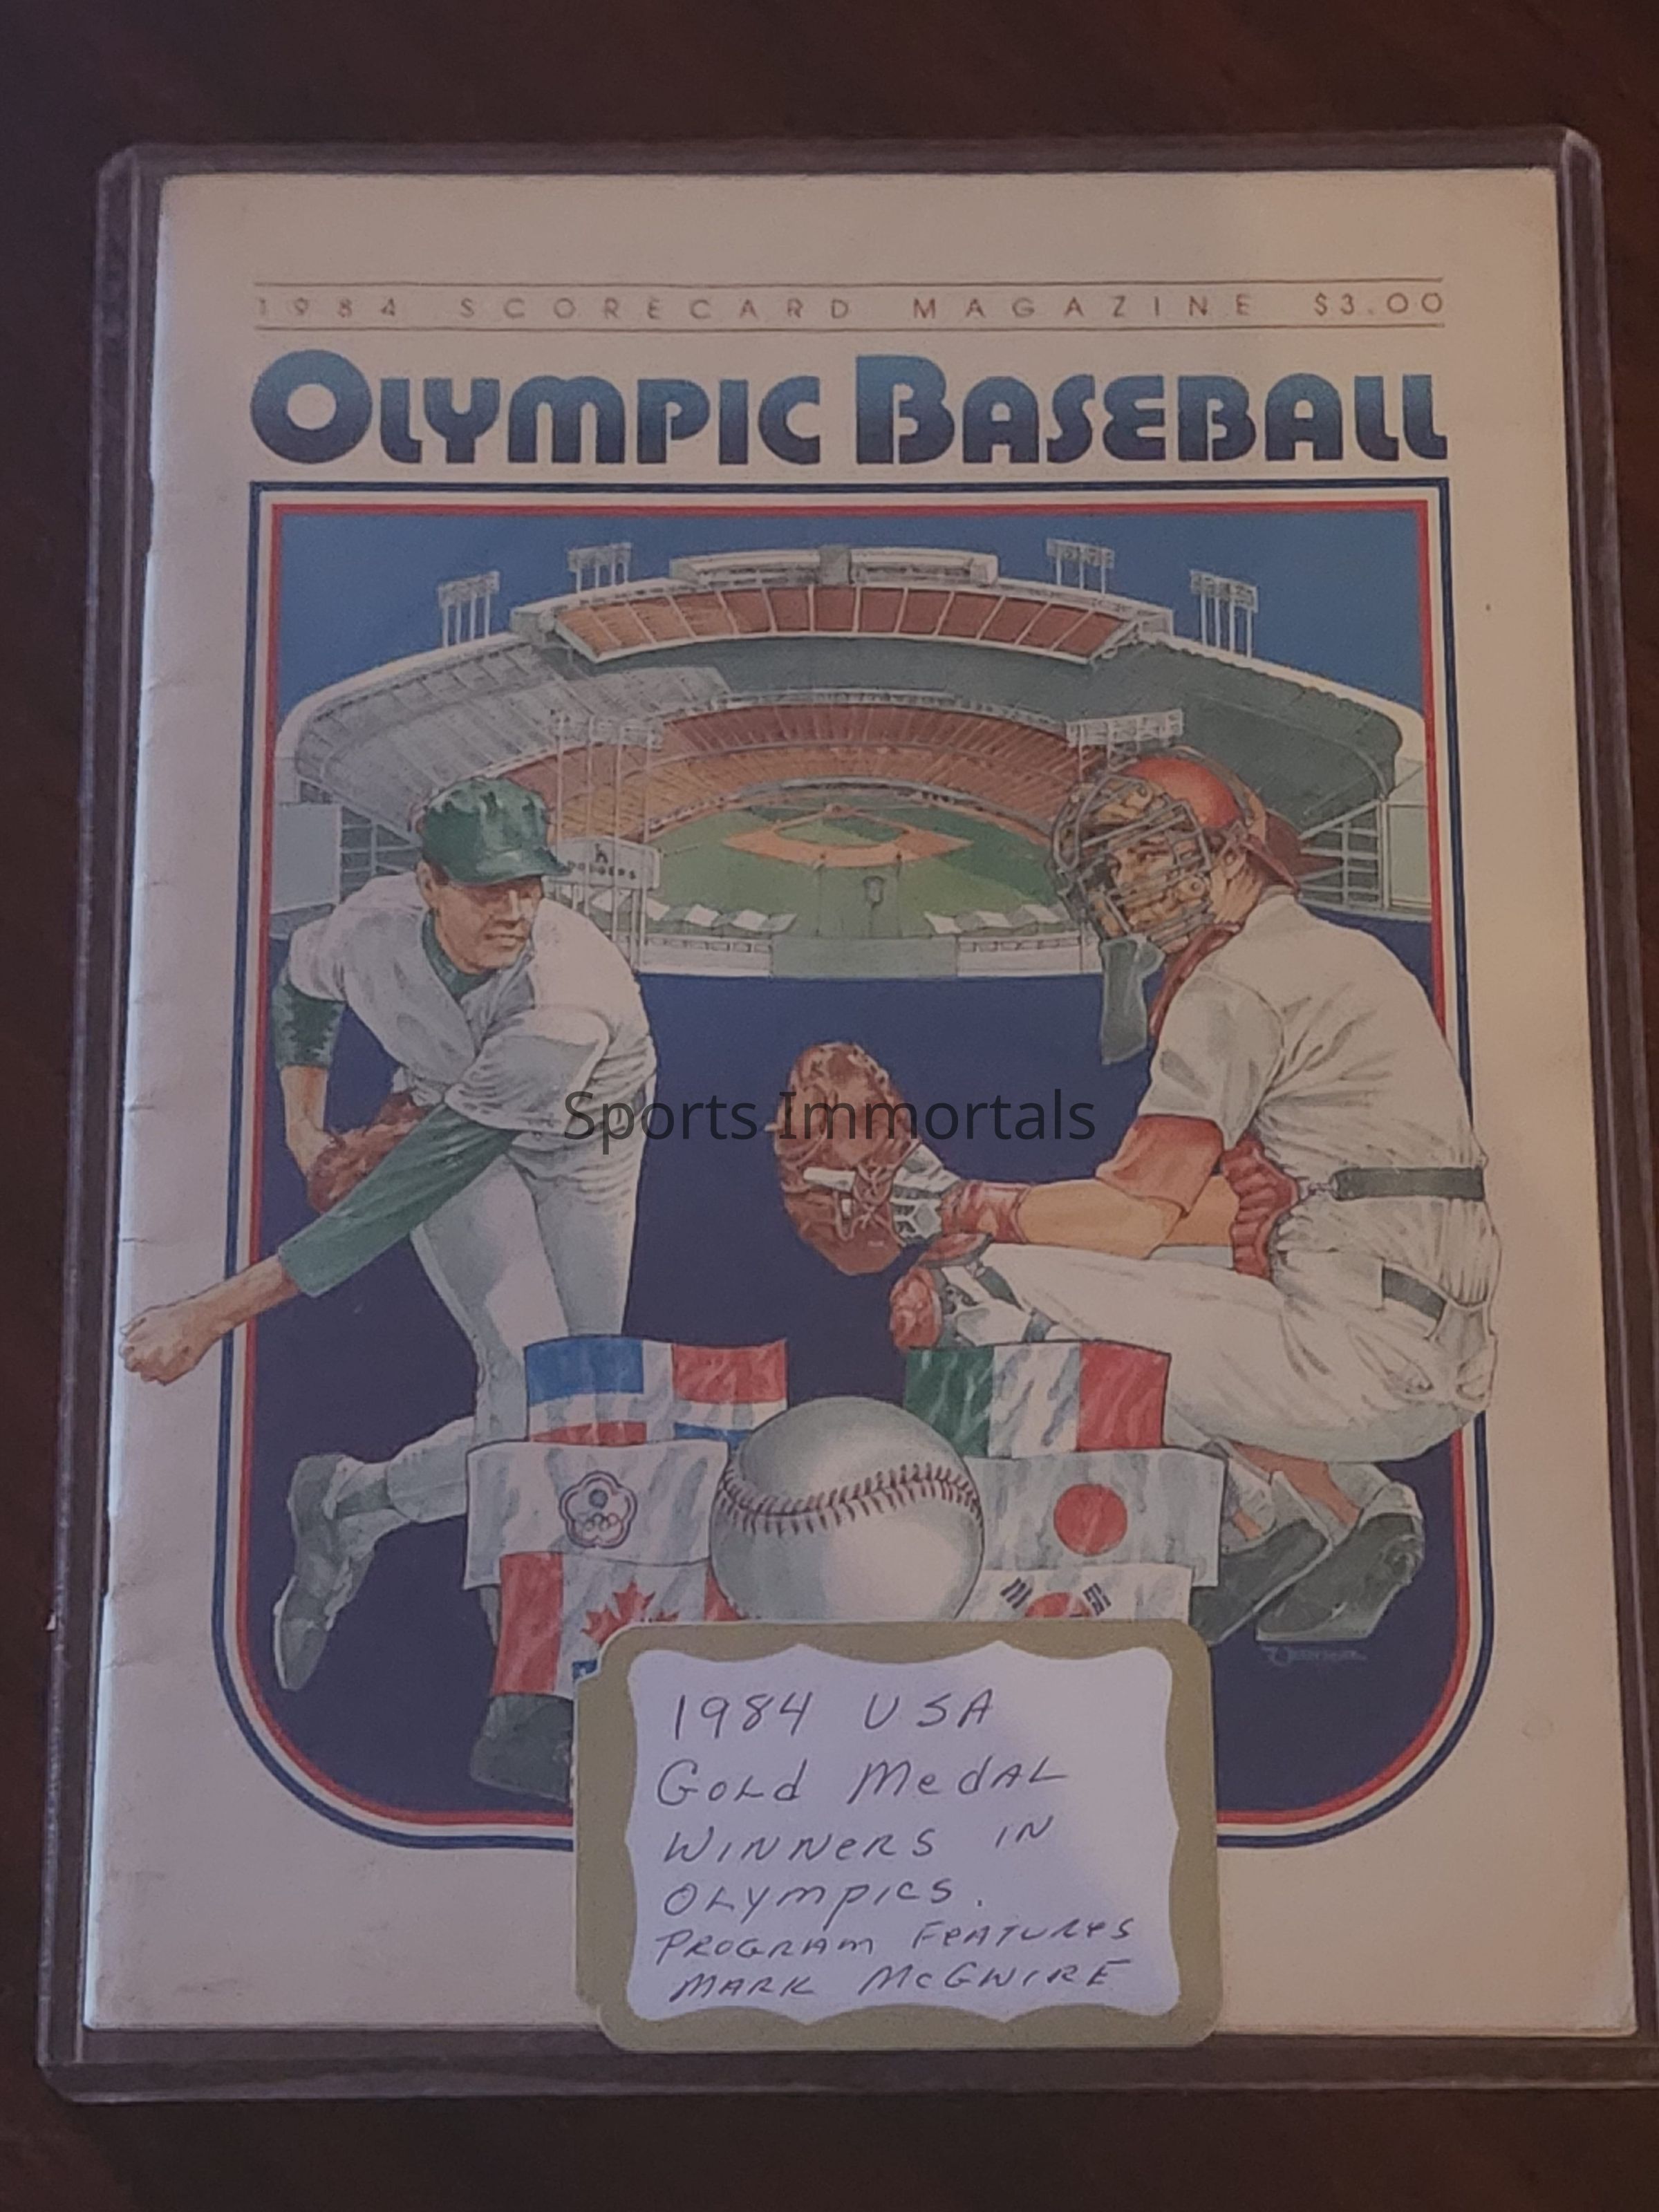 1984 SCORECARD MAGAZINE $3.00
OLYMPIC BASEBALL
DODGERS
Sports Immortals
1984 USA
Gold Medal
Winners in
Olympics.
Program Features
Mark McGwire